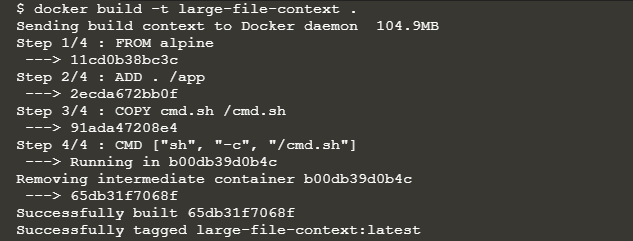 $ docker build -t large-file-context .
Sending build context to Docker daemon  104.9MB
Step 1/4 : FROM alpine
 ---> 11cd0b38bc3c
Step 2/4 : ADD . /app
 ---> 2ecda672bb0f
Step 3/4 : COPY cmd.sh /cmd.sh
 ---> 91ada47208e4
Step 4/4 : CMD ["sh", "-c", "/cmd.sh"]
 ---> Running in b00db39d0b4c
Removing intermediate container b00db39d0b4c
 ---> 65db31f7068f
Successfully built 65db31f7068f
Successfully tagged large-file-context:latest